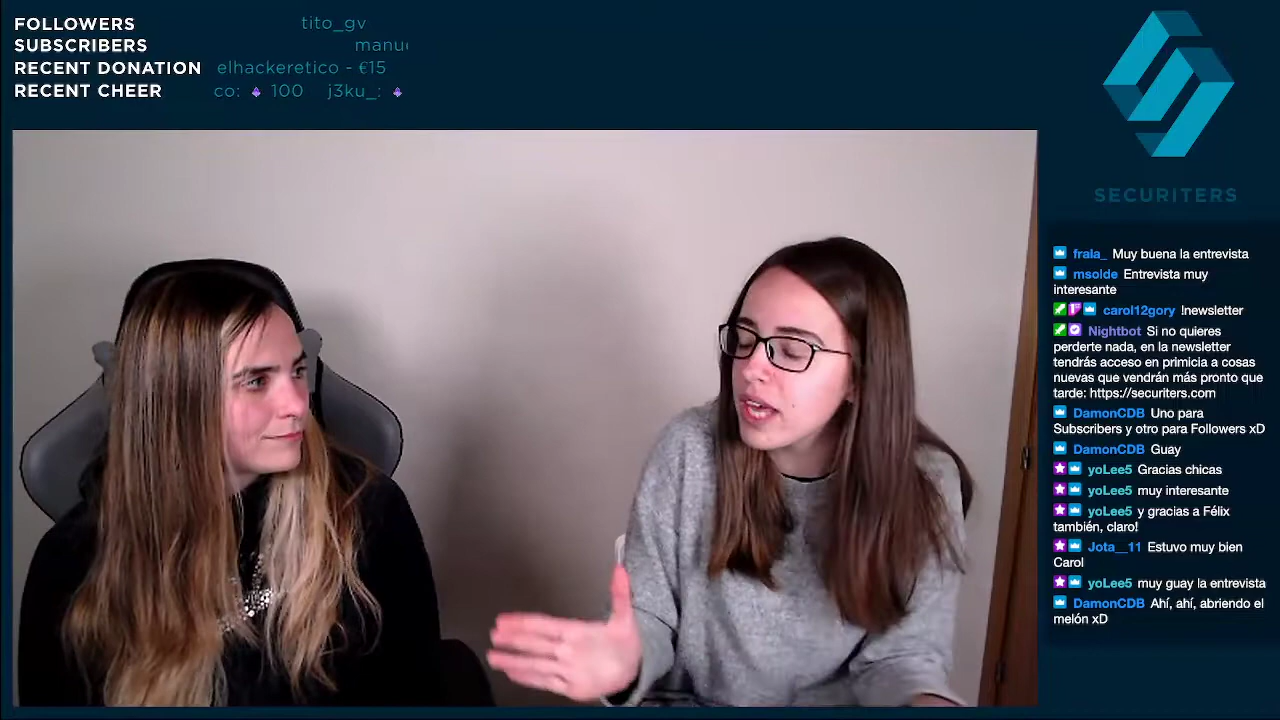 FOLLOWERS tito_gv
SUBSCRIBERS manu
RECENT DONATION elhackeretico - €15
RECENT CHEER co: 100 j3ku_:
SECURITERS
frala_ Muy buena la entrevista
msolde Entrevista muy
interesante
carol12gory !newsletter
Nightbot Si no quieres
perderte nada, en la newsletter
tendrás acceso en primicia a cosas
nuevas que vendrán más pronto que
tarde: https://securiters.com
DamonCDB Uno para
Subscribers y otro para Followers xD
DamonCDB Guay
yoLee5 Gracias chicas
yoLee5 muy interesante
yoLee5 y gracias a Félix
también, claro!
Jota__11 Estuvo muy bien
Carol
yoLee5 muy guay la entrevista
DamonCDB Ahí, ahí, abriendo el
melón xD